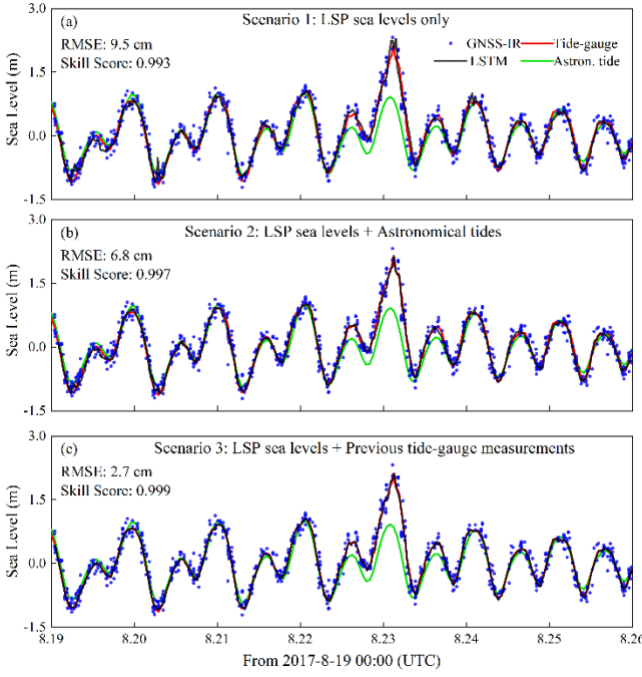 (a) Scenario 1: LSP sea levels only
RMSE: 9.5 cm
Skill Score: 0.993
GNSS-IR Tide-gauge
LSTM Astron. tide
Sea Level (m)
3.0
1.5
0.0
-1.5
(b) Scenario 2: LSP sea levels + Astronomical tides
RMSE: 6.8 cm
Skill Score: 0.997
Sea Level (m)
3.0
1.5
0.0
-1.5
(c) Scenario 3: LSP sea levels + Previous tide-gauge measurements
RMSE: 2.7 cm
Skill Score: 0.999
Sea Level (m)
3.0
1.5
0.0
-1.5
8.19 8.20 8.21 8.22 8.23 8.24 8.25 8.26
From 2017-8-19 00:00 (UTC)